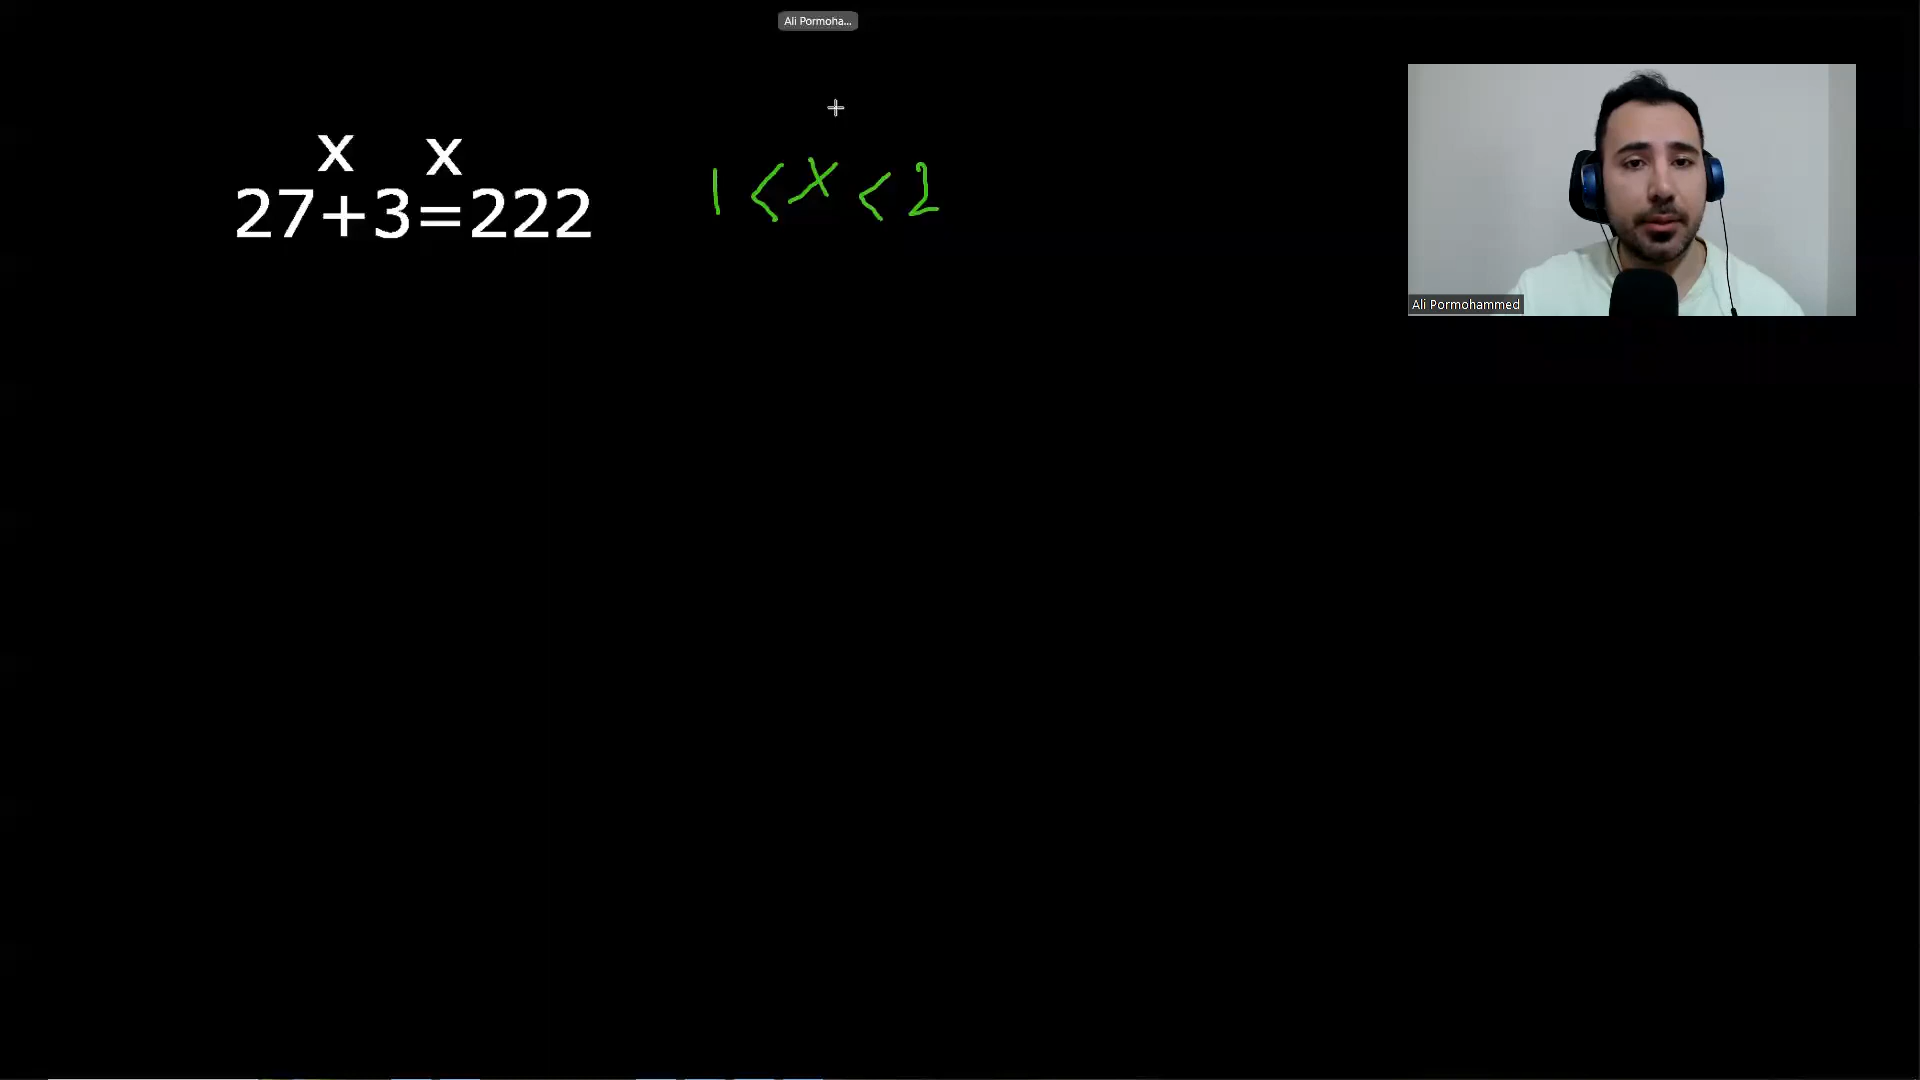 Ali Pormoha...
x x
27+3=222
1 < x < 2
Ali Pormohammed